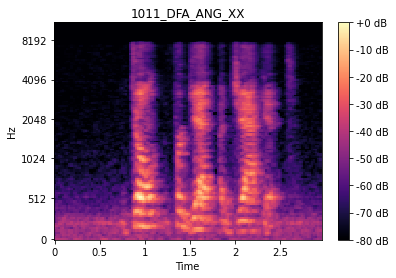 1011_DFA_ANG_XX
+0 dB
8192
-10 dB
4096
-20 dB
-30 dB
2048
Hz
-40 dB
1024
-50 dB
512
-60 dB
-70 dB
0
-80 dB
0 0.5 1 1.5 2 2.5
Time